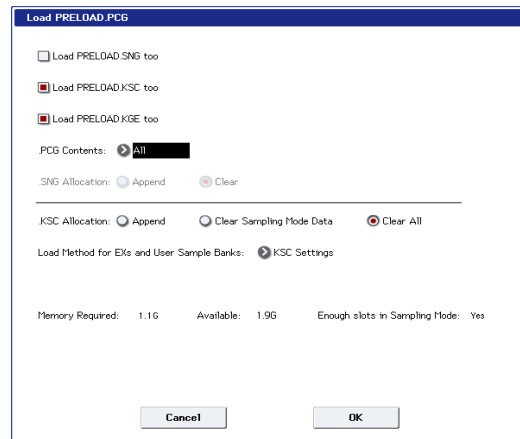 Load PRELOAD.PCG
Load PRELOAD.SNG too
Load PRELOAD.KSC too
Load PRELOAD.KGE too
.PCG Contents: All
.SNG Allocation: Append Clear
.KSC Allocation: Append Clear Sampling Mode Data Clear All
Load Method for EXs and User Sample Banks: KSC Settings
Memory Required: 1.1G Available: 1.9G Enough slots in Sampling Mode: Yes
Cancel OK